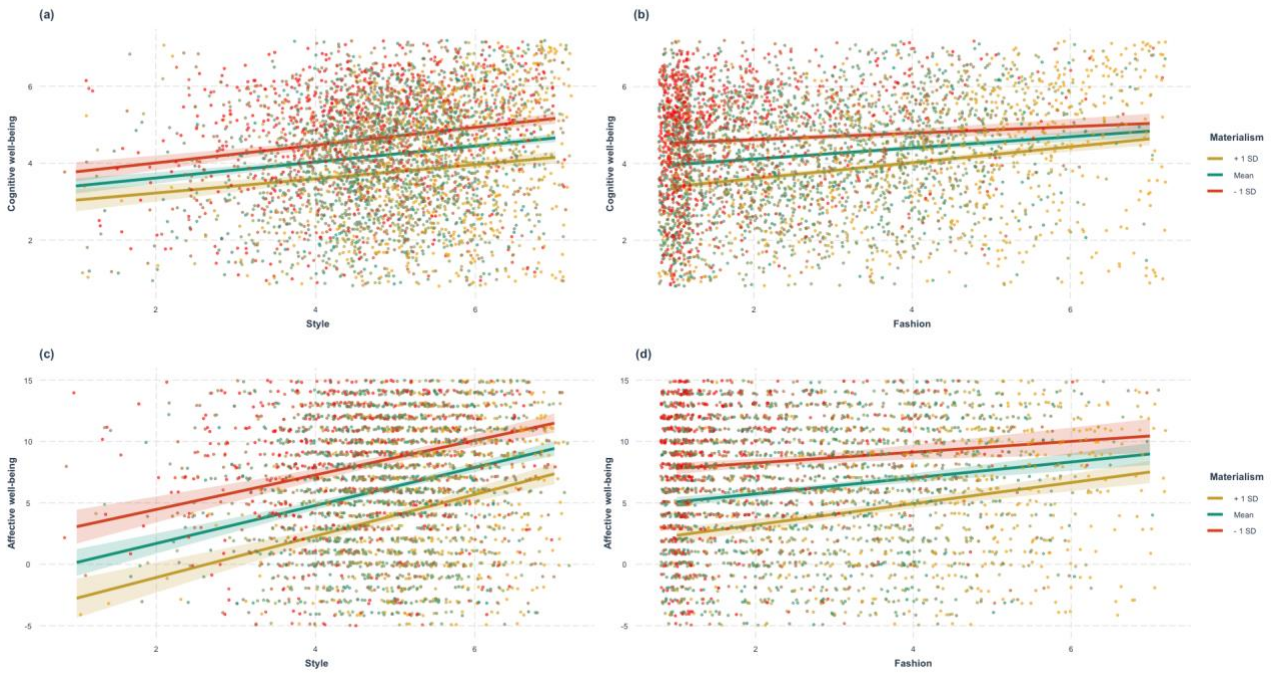 (a)
(b)
Cognitive well-being
6
4
2
2
4
6
Style
Cognitive well-being
6
4
2
2
4
6
Fashion
Materialism
+ 1 SD
Mean
- 1 SD
(c)
(d)
Affective well-being
15
10
5
0
-5
2
4
6
Style
Affective well-being
15
10
5
0
-5
2
4
6
Fashion
Materialism
+ 1 SD
Mean
- 1 SD